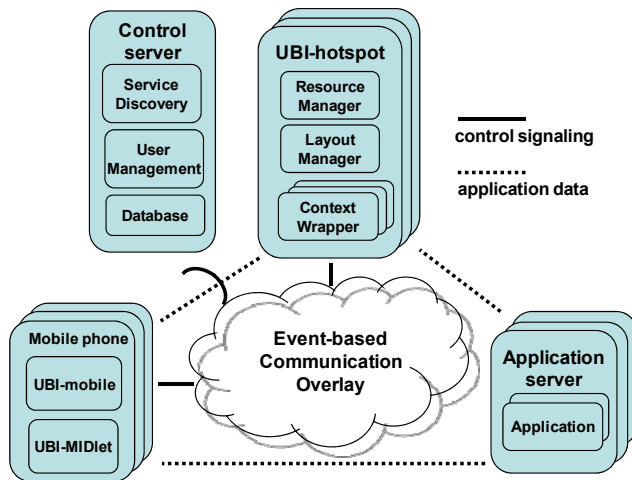 Control
server
Service
Discovery
User
Management
Database
UBI-hotspot
Resource
Manager
Layout
Manager
Context
Wrapper
control signaling
application data
Mobile phone
UBI-mobile
UBI-MIDlet
Event-based
Communication
Overlay
Application
server
Application